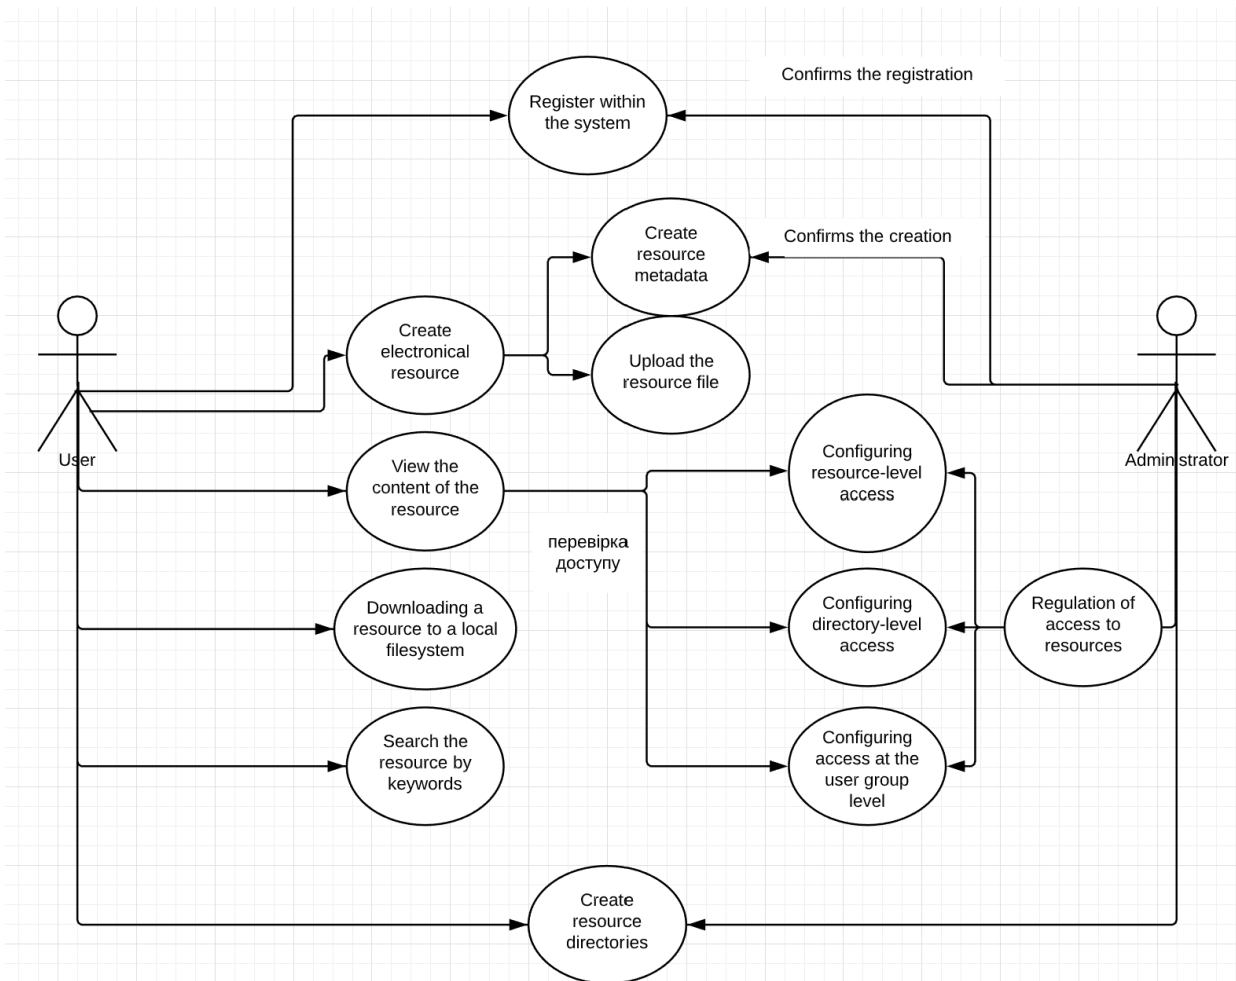 Confirms the registration
Register within
the system
Create
resource
metadata
Confirms the creation
Create
electronical
resource
Upload the
resource file
User
Administrator
View the
content of the
resource
Configuring
resource-level
access
перевірка
доступу
Downloading a
resource to a local
filesystem
Configuring
directory-level
access
Regulation of
access to
resources
Search the
resource by
keywords
Configuring
access at the
user group
level
Create
resource
directories